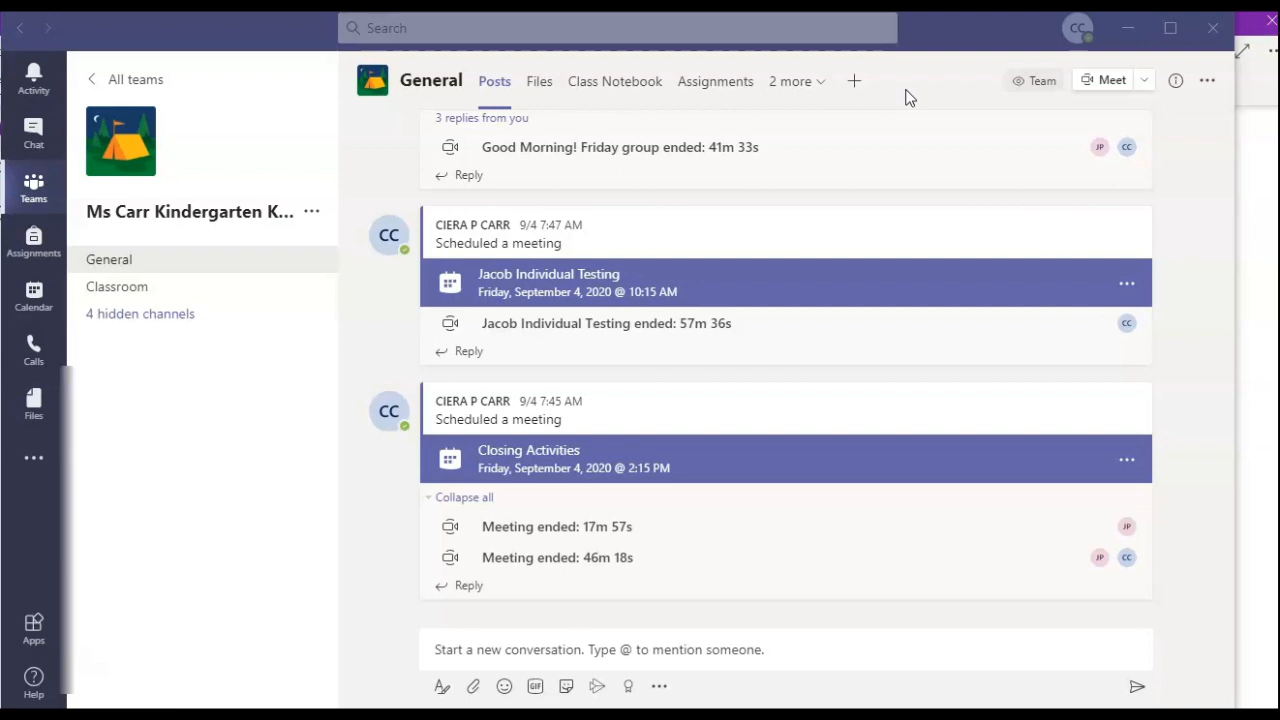 Search
CC
Activity
Chat
Teams
Assignments
Calendar
Calls
Files
Apps
Help
All teams
Ms Carr Kindergarten K...
General
Classroom
4 hidden channels
General
Posts
Files
Class Notebook
Assignments
2 more
Team
Meet
3 replies from you
Good Morning! Friday group ended: 41m 33s
JP
CC
Reply
CC
CIERA P CARR 9/4 7:47 AM
Scheduled a meeting
Jacob Individual Testing
Friday, September 4, 2020 @ 10:15 AM
Jacob Individual Testing ended: 57m 36s
CC
Reply
CC
CIERA P CARR 9/4 7:45 AM
Scheduled a meeting
Closing Activities
Friday, September 4, 2020 @ 2:15 PM
Collapse all
Meeting ended: 17m 57s
JP
Meeting ended: 46m 18s
JP
CC
Reply
Start a new conversation. Type @ to mention someone.
GIF